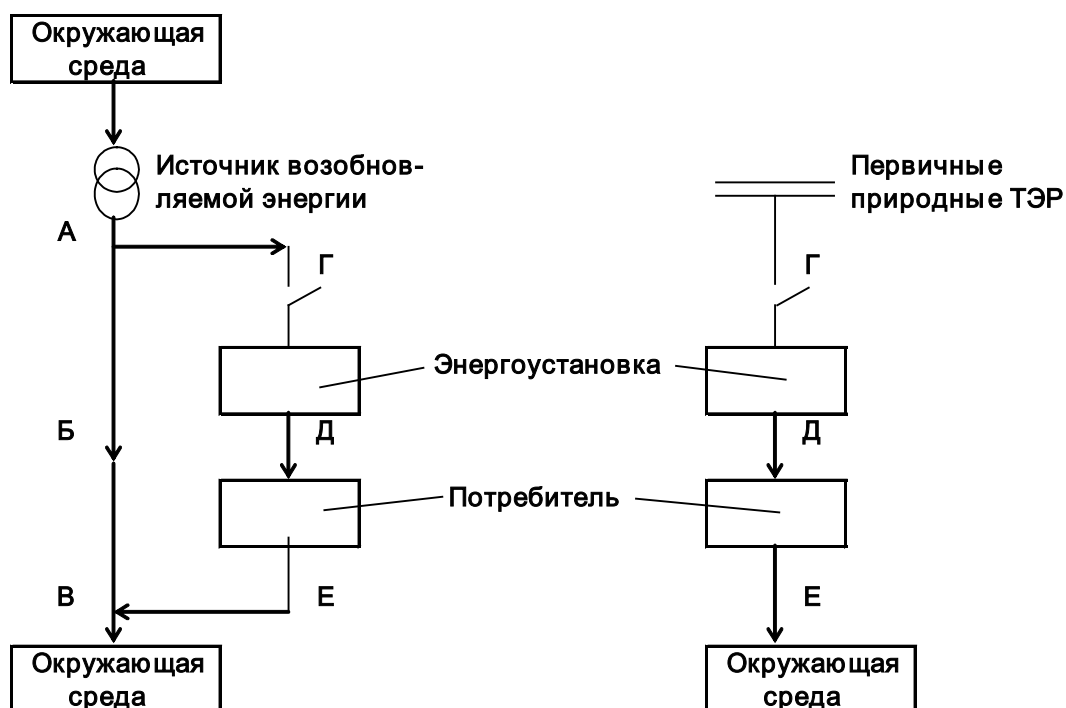 Окружающая
среда
Источник возобнов-
ляемой энергии
Первичные
природные ТЭР
А
Г
Г
Энергоустановка
Б
Д
Д
Потребитель
В
Е
Е
Окружающая
среда
Окружающая
среда